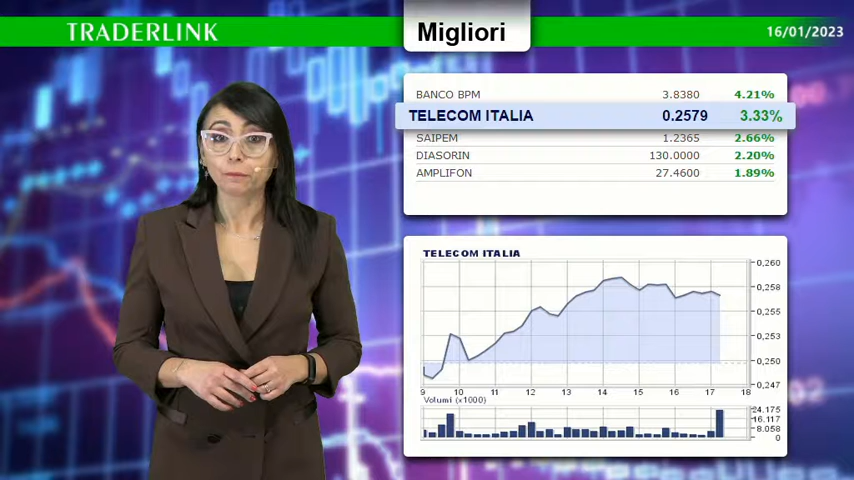 TRADERLINK
Migliori
16/01/2023
BANCO BPM 3.8380 4.21%
TELECOM ITALIA 0.2579 3.33%
SAIPEM 1.2365 2.66%
DIASORIN 130.0000 2.20%
AMPLIFON 27.4600 1.89%
TELECOM ITALIA
0,260
0,258
0,255
0,253
0,250
0,247
9 10 11 12 13 14 15 16 17 18
Volumi (x1000)
24.175
16.117
8.058
0